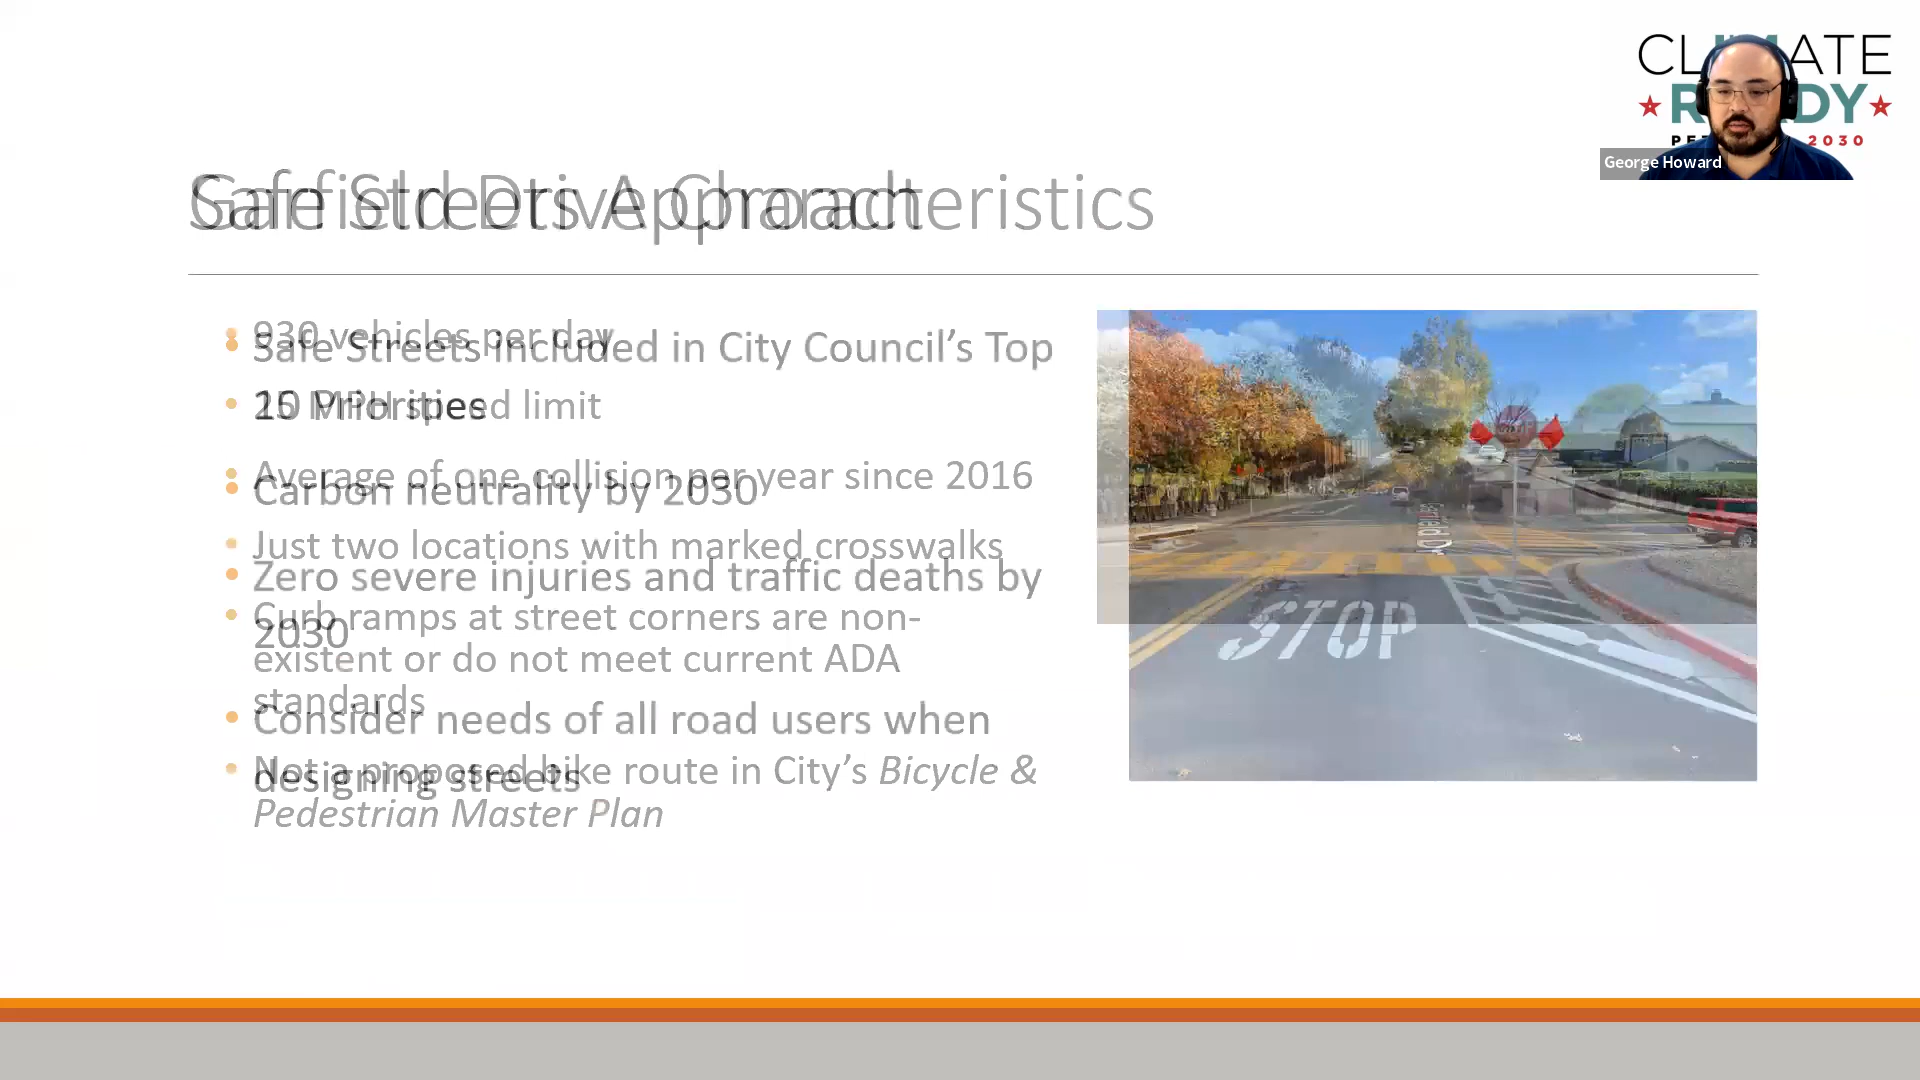 CLIMATE
READY
2030
George Howard
Safe Streets Approach
Garfield Drive Characteristics
930 vehicles per day
Safe Streets included in City Council's Top
10 Priorities
25 MPH speed limit
Average of one collision per year since 2016
Carbon neutrality by 2030
Just two locations with marked crosswalks
Zero severe injuries and traffic deaths by
2030
Curb ramps at street corners are non-
existent or do not meet current ADA
standards
Consider needs of all road users when
designing streets
Not a proposed bike route in City's Bicycle &
Pedestrian Master Plan
STOP